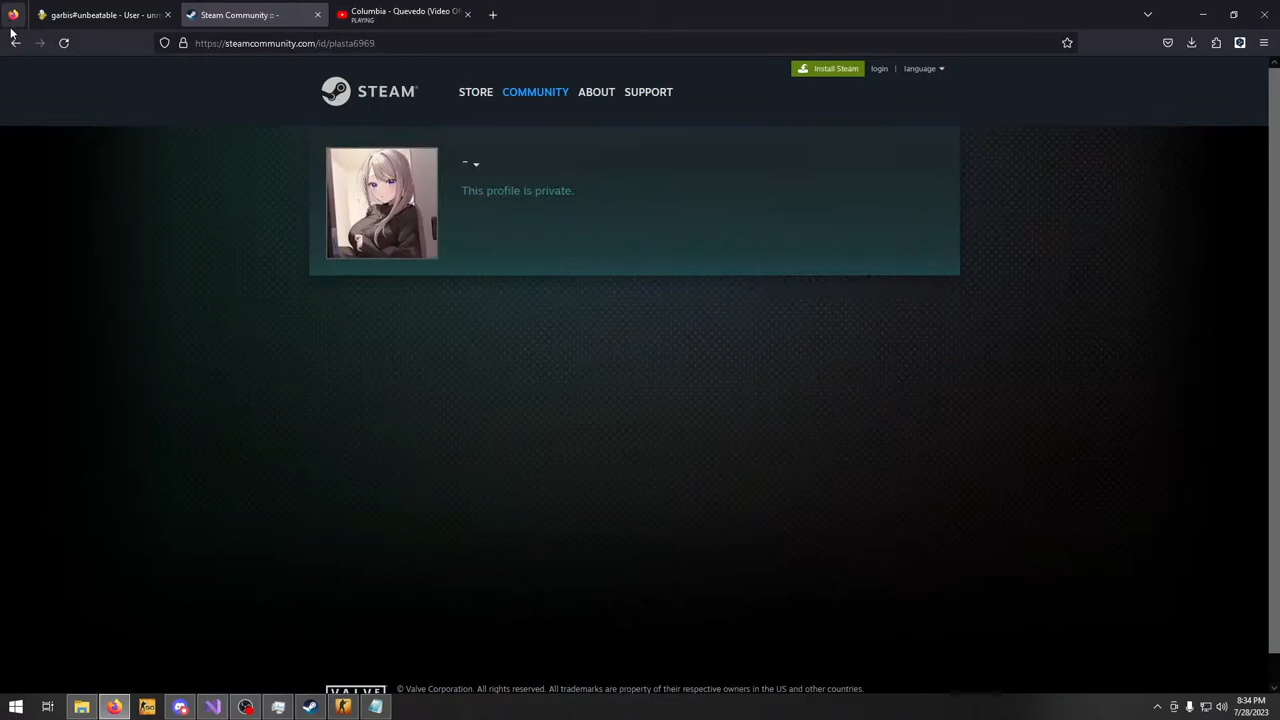 garbis#unbeatable - User - unn
Steam Community :: -
Columbia - Quevedo (Video Of
PLAYING
https://steamcommunity.com/id/plasta6969
Install Steam
login | language
STEAM®
STORE COMMUNITY ABOUT SUPPORT
-
This profile is private.
VALVE
© Valve Corporation. All rights reserved. All trademarks are property of their respective owners in the US and other countries.
8:34 PM
7/28/2023